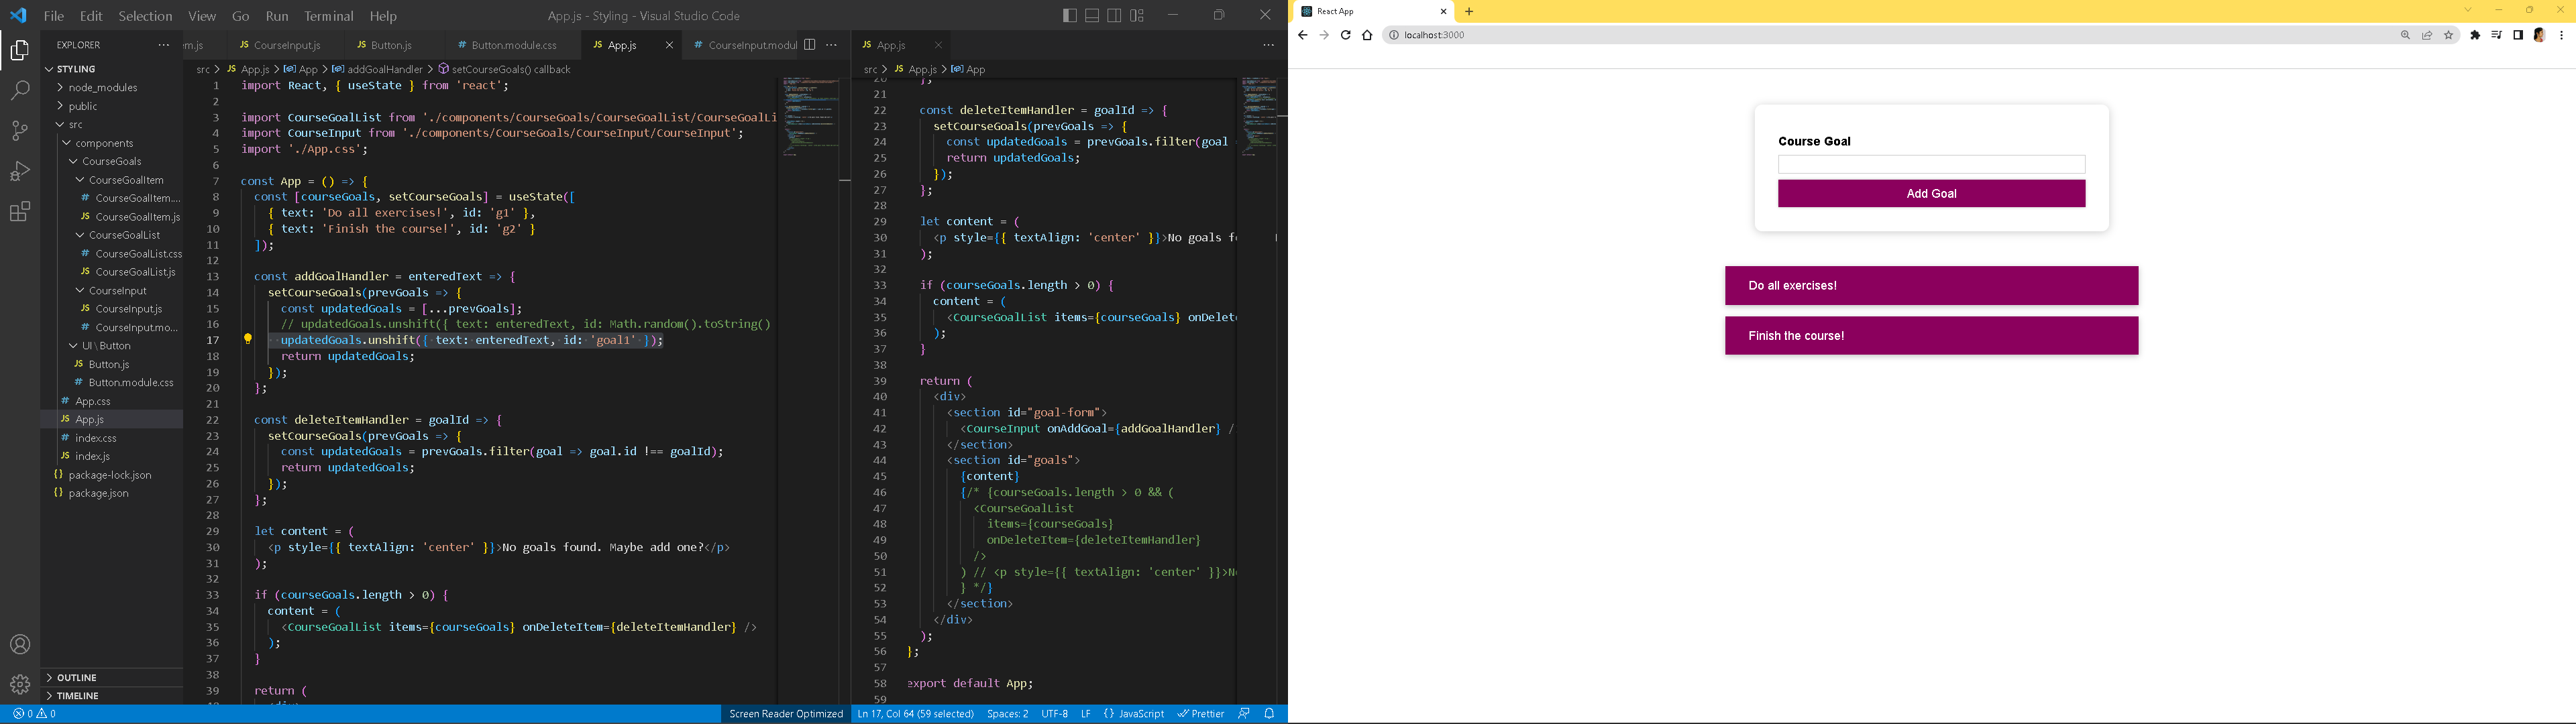 File Edit Selection View Go Run Terminal Help
App.js - Styling - Visual Studio Code
EXPLORER
STYLING
node_modules
public
src
components
CourseGoals
CourseGoalItem
CourseGoalItem....
CourseGoalItem.js
CourseGoalList
CourseGoalList.css
CourseGoalList.js
CourseInput
CourseInput.js
CourseInput.mo...
UI \ Button
Button.js
Button.module.css
App.css
App.js
index.css
index.js
package-lock.json
package.json
OUTLINE
TIMELINE
em.js CourseInput.js Button.js Button.module.css App.js CourseInput.modul
src > App.js > App > addGoalHandler > setCourseGoals() callback
1 import React, { useState } from 'react';
2
3 import CourseGoalList from './components/CourseGoals/CourseGoalList/CourseGoalLi
4 import CourseInput from './components/CourseGoals/CourseInput/CourseInput';
5 import './App.css';
6
7 const App = () => {
8 const [courseGoals, setCourseGoals] = useState([
9 { text: 'Do all exercises!', id: 'g1' },
10 { text: 'Finish the course!', id: 'g2' }
11 ]);
12
13 const addGoalHandler = enteredText => {
14 setCourseGoals(prevGoals => {
15 const updatedGoals = [...prevGoals];
16 // updatedGoals.unshift({ text: enteredText, id: Math.random().toString()
17 updatedGoals.unshift({ text: enteredText, id: 'goal1' });
18 return updatedGoals;
19 });
20 };
21
22 const deleteItemHandler = goalId => {
23 setCourseGoals(prevGoals => {
24 const updatedGoals = prevGoals.filter(goal => goal.id !== goalId);
25 return updatedGoals;
26 });
27 };
28
29 let content = (
30 <p style={{ textAlign: 'center' }}>No goals found. Maybe add one?</p>
31 );
32
33 if (courseGoals.length > 0) {
34 content = (
35 <CourseGoalList items={courseGoals} onDeleteItem={deleteItemHandler} />
36 );
37 }
38
39 return (
App.js
src > App.js > App
20 };
21
22 const deleteItemHandler = goalId => {
23 setCourseGoals(prevGoals => {
24 const updatedGoals = prevGoals.filter(goal
25 return updatedGoals;
26 });
27 };
28
29 let content = (
30 <p style={{ textAlign: 'center' }}>No goals fo
31 );
32
33 if (courseGoals.length > 0) {
34 content = (
35 <CourseGoalList items={courseGoals} onDelete
36 );
37 }
38
39 return (
40 <div>
41 <section id="goal-form">
42 <CourseInput onAddGoal={addGoalHandler} />
43 </section>
44 <section id="goals">
45 {content}
46 {/* {courseGoals.length > 0 && (
47 <CourseGoalList
48 items={courseGoals}
49 onDeleteItem={deleteItemHandler}
50 />
51 ) // <p style={{ textAlign: 'center' }}>No
52 } */}
53 </section>
54 </div>
55 );
56 };
57
58 export default App;
59
0 0 Screen Reader Optimized Ln 17, Col 64 (59 selected) Spaces: 2 UTF-8 LF {} JavaScript Prettier
React App
localhost:3000
Course Goal
Add Goal
Do all exercises!
Finish the course!